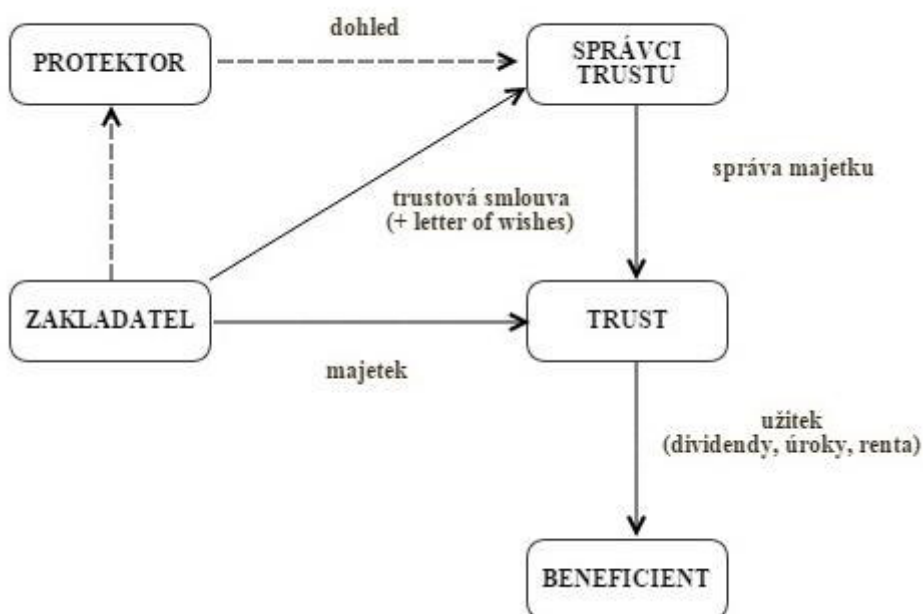 dohled
PROTEKTOR
SPRÁVCI
TRUSTU
správa majetku
trustová smlouva
(+ letter of wishes)
ZAKLADATEL
TRUST
majetek
užitek
(dividendy, úroky, renta)
BENEFICIENT